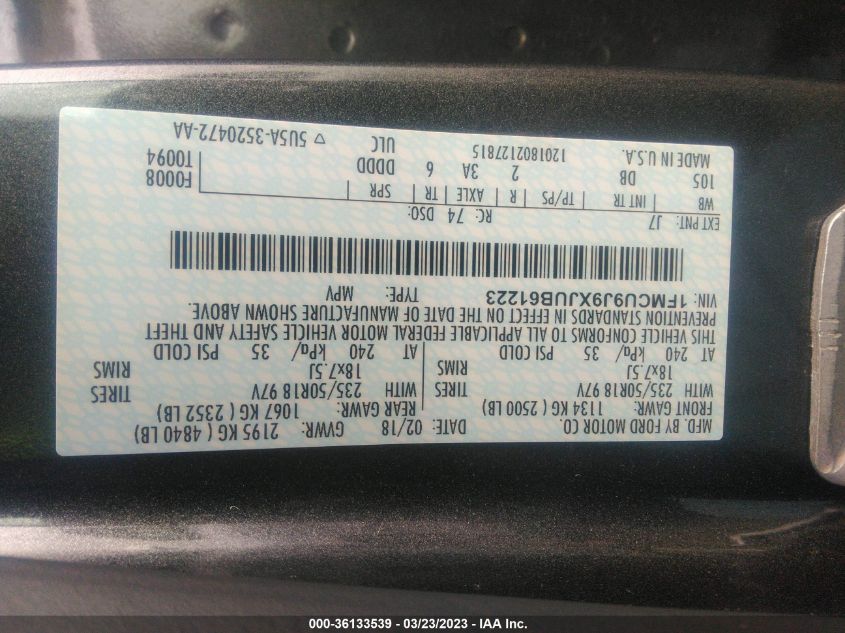 MFD. BY FORD MOTOR CO.
DATE: 02/18 GVWR: 2195 KG ( 4840 LB)
FRONT GAWR: 1134 KG ( 2500 LB) REAR GAWR: 1067 KG ( 2352 LB)
WITH 235/50R18 97V TIRES WITH 235/50R18 97V TIRES
18x7.5J RIMS 18x7.5J RIMS
AT 240 kPa/ 35 PSI COLD AT 240 kPa/ 35 PSI COLD
THIS VEHICLE CONFORMS TO ALL APPLICABLE FEDERAL MOTOR VEHICLE SAFETY AND THEFT
PREVENTION STANDARDS IN EFFECT ON THE DATE OF MANUFACTURE SHOWN ABOVE.
VIN: 1FMCU9J9XJUB61223 TYPE: MPV
EXT PNT: J7 RC: 74 DSO:
WB INT TR TP/PS R AXLE TR SPR F0008
105 DB 2 3A 6 DDDD T0094
MADE IN U.S.A. 1201802127815 ULC ▽ 5U5A-3520472-AA
000-36133539 - 03/23/2023 - IAA Inc.